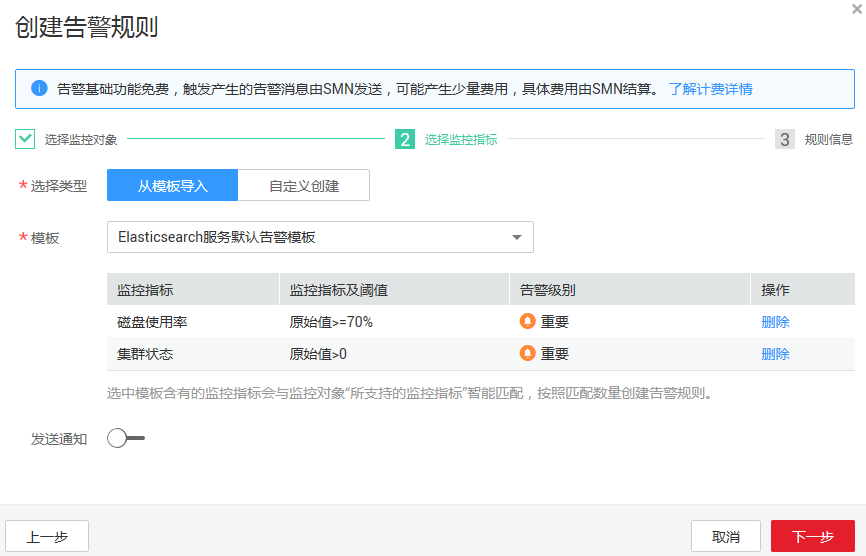 创建告警规则
告警基础功能免费，触发产生的告警消息由SMN发送，可能产生少量费用，具体费用由SMN结算。 了解计费详情
选择监控对象 2 选择监控指标 3 规则信息
* 选择类型 从模板导入 自定义创建
* 模板 Elasticsearch服务默认告警模板
监控指标 监控指标及阈值 告警级别 操作
磁盘使用率 原始值>=70% 重要 删除
集群状态 原始值>0 重要 删除
选中模板含有的监控指标会与监控对象“所支持的监控指标”智能匹配，按照匹配数量创建告警规则。
发送通知
上一步 取消 下一步